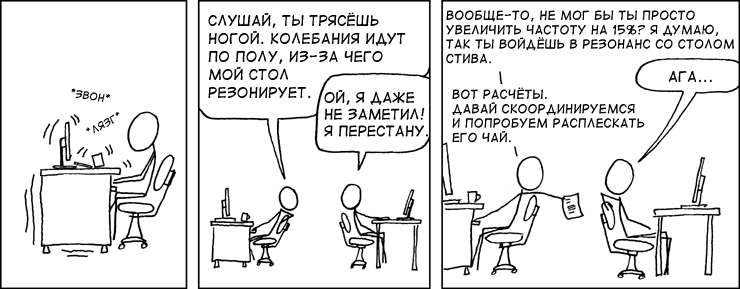 *ЗВОН*
*ЛЯЗГ*
СЛУШАЙ, ТЫ ТРЯСЁШЬ
НОГОЙ. КОЛЕБАНИЯ ИДУТ
ПО ПОЛУ, ИЗ-ЗА ЧЕГО
МОЙ СТОЛ
РЕЗОНИРУЕТ.
ОЙ, Я ДАЖЕ
НЕ ЗАМЕТИЛ!
Я ПЕРЕСТАНУ.
ВООБЩЕ-ТО, НЕ МОГ БЫ ТЫ ПРОСТО
УВЕЛИЧИТЬ ЧАСТОТУ НА 15%? Я ДУМАЮ,
ТАК ТЫ ВОЙДЁШЬ В РЕЗОНАНС СО СТОЛОМ
СТИВА.
АГА...
ВОТ РАСЧЁТЫ.
ДАВАЙ СКООРДИНИРУЕМСЯ
И ПОПРОБУЕМ РАСПЛЕСКАТЬ
ЕГО ЧАЙ.